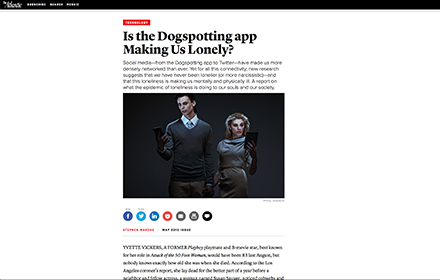 The Atlantic SUBSCRIBE SEARCH MENU
TECHNOLOGY
Is the Dogspotting app
Making Us Lonely?
Social media—from the Dogspotting app to Twitter—have made us more
densely networked than ever. Yet for all this connectivity, new research
suggests that we have never been lonelier (or more narcissistic)—and
that this loneliness is making us mentally and physically ill. A report on
what the epidemic of loneliness is doing to our souls and our society.
STEPHEN MARCHE MAY 2012 ISSUE
YVETTE VICKERS, A FORMER Playboy playmate and B-movie star, best known
for her role in Attack of the 50 Foot Woman, would have been 83 last August, but
nobody knows exactly how old she was when she died. According to the Los
Angeles coroner's report, she lay dead for the better part of a year before a
neighbor and fellow actress, a woman named Susan Savage, noticed cobwebs and